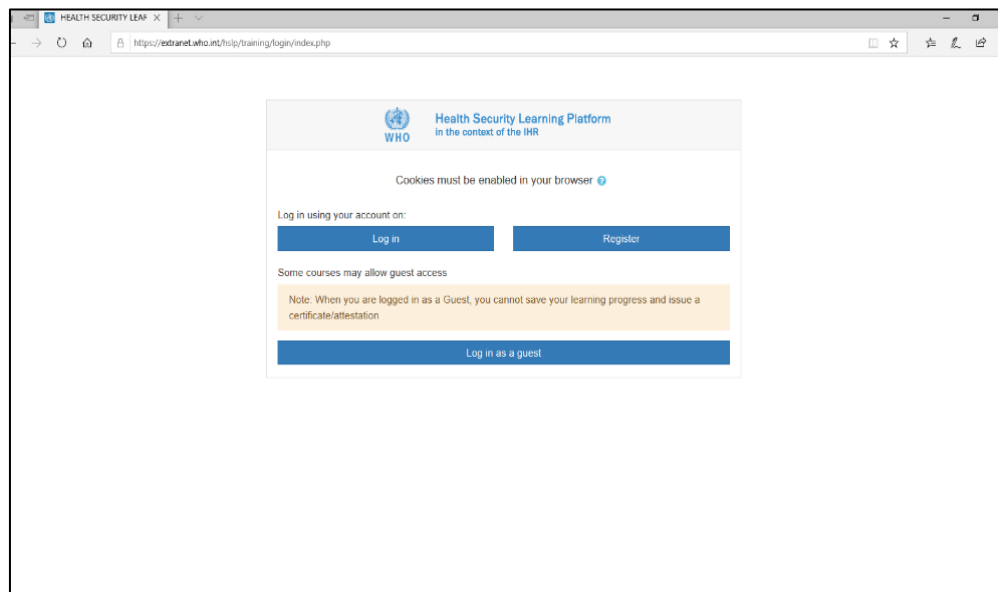 HEALTH SECURITY LEAF
https://extranet.who.int/hslp/training/login/index.php
WHO
Health Security Learning Platform
in the context of the IHR
Cookies must be enabled in your browser
Log in using your account on:
Log in
Register
Some courses may allow guest access
Note: When you are logged in as a Guest, you cannot save your learning progress and issue a
certificate/attestation
Log in as a guest